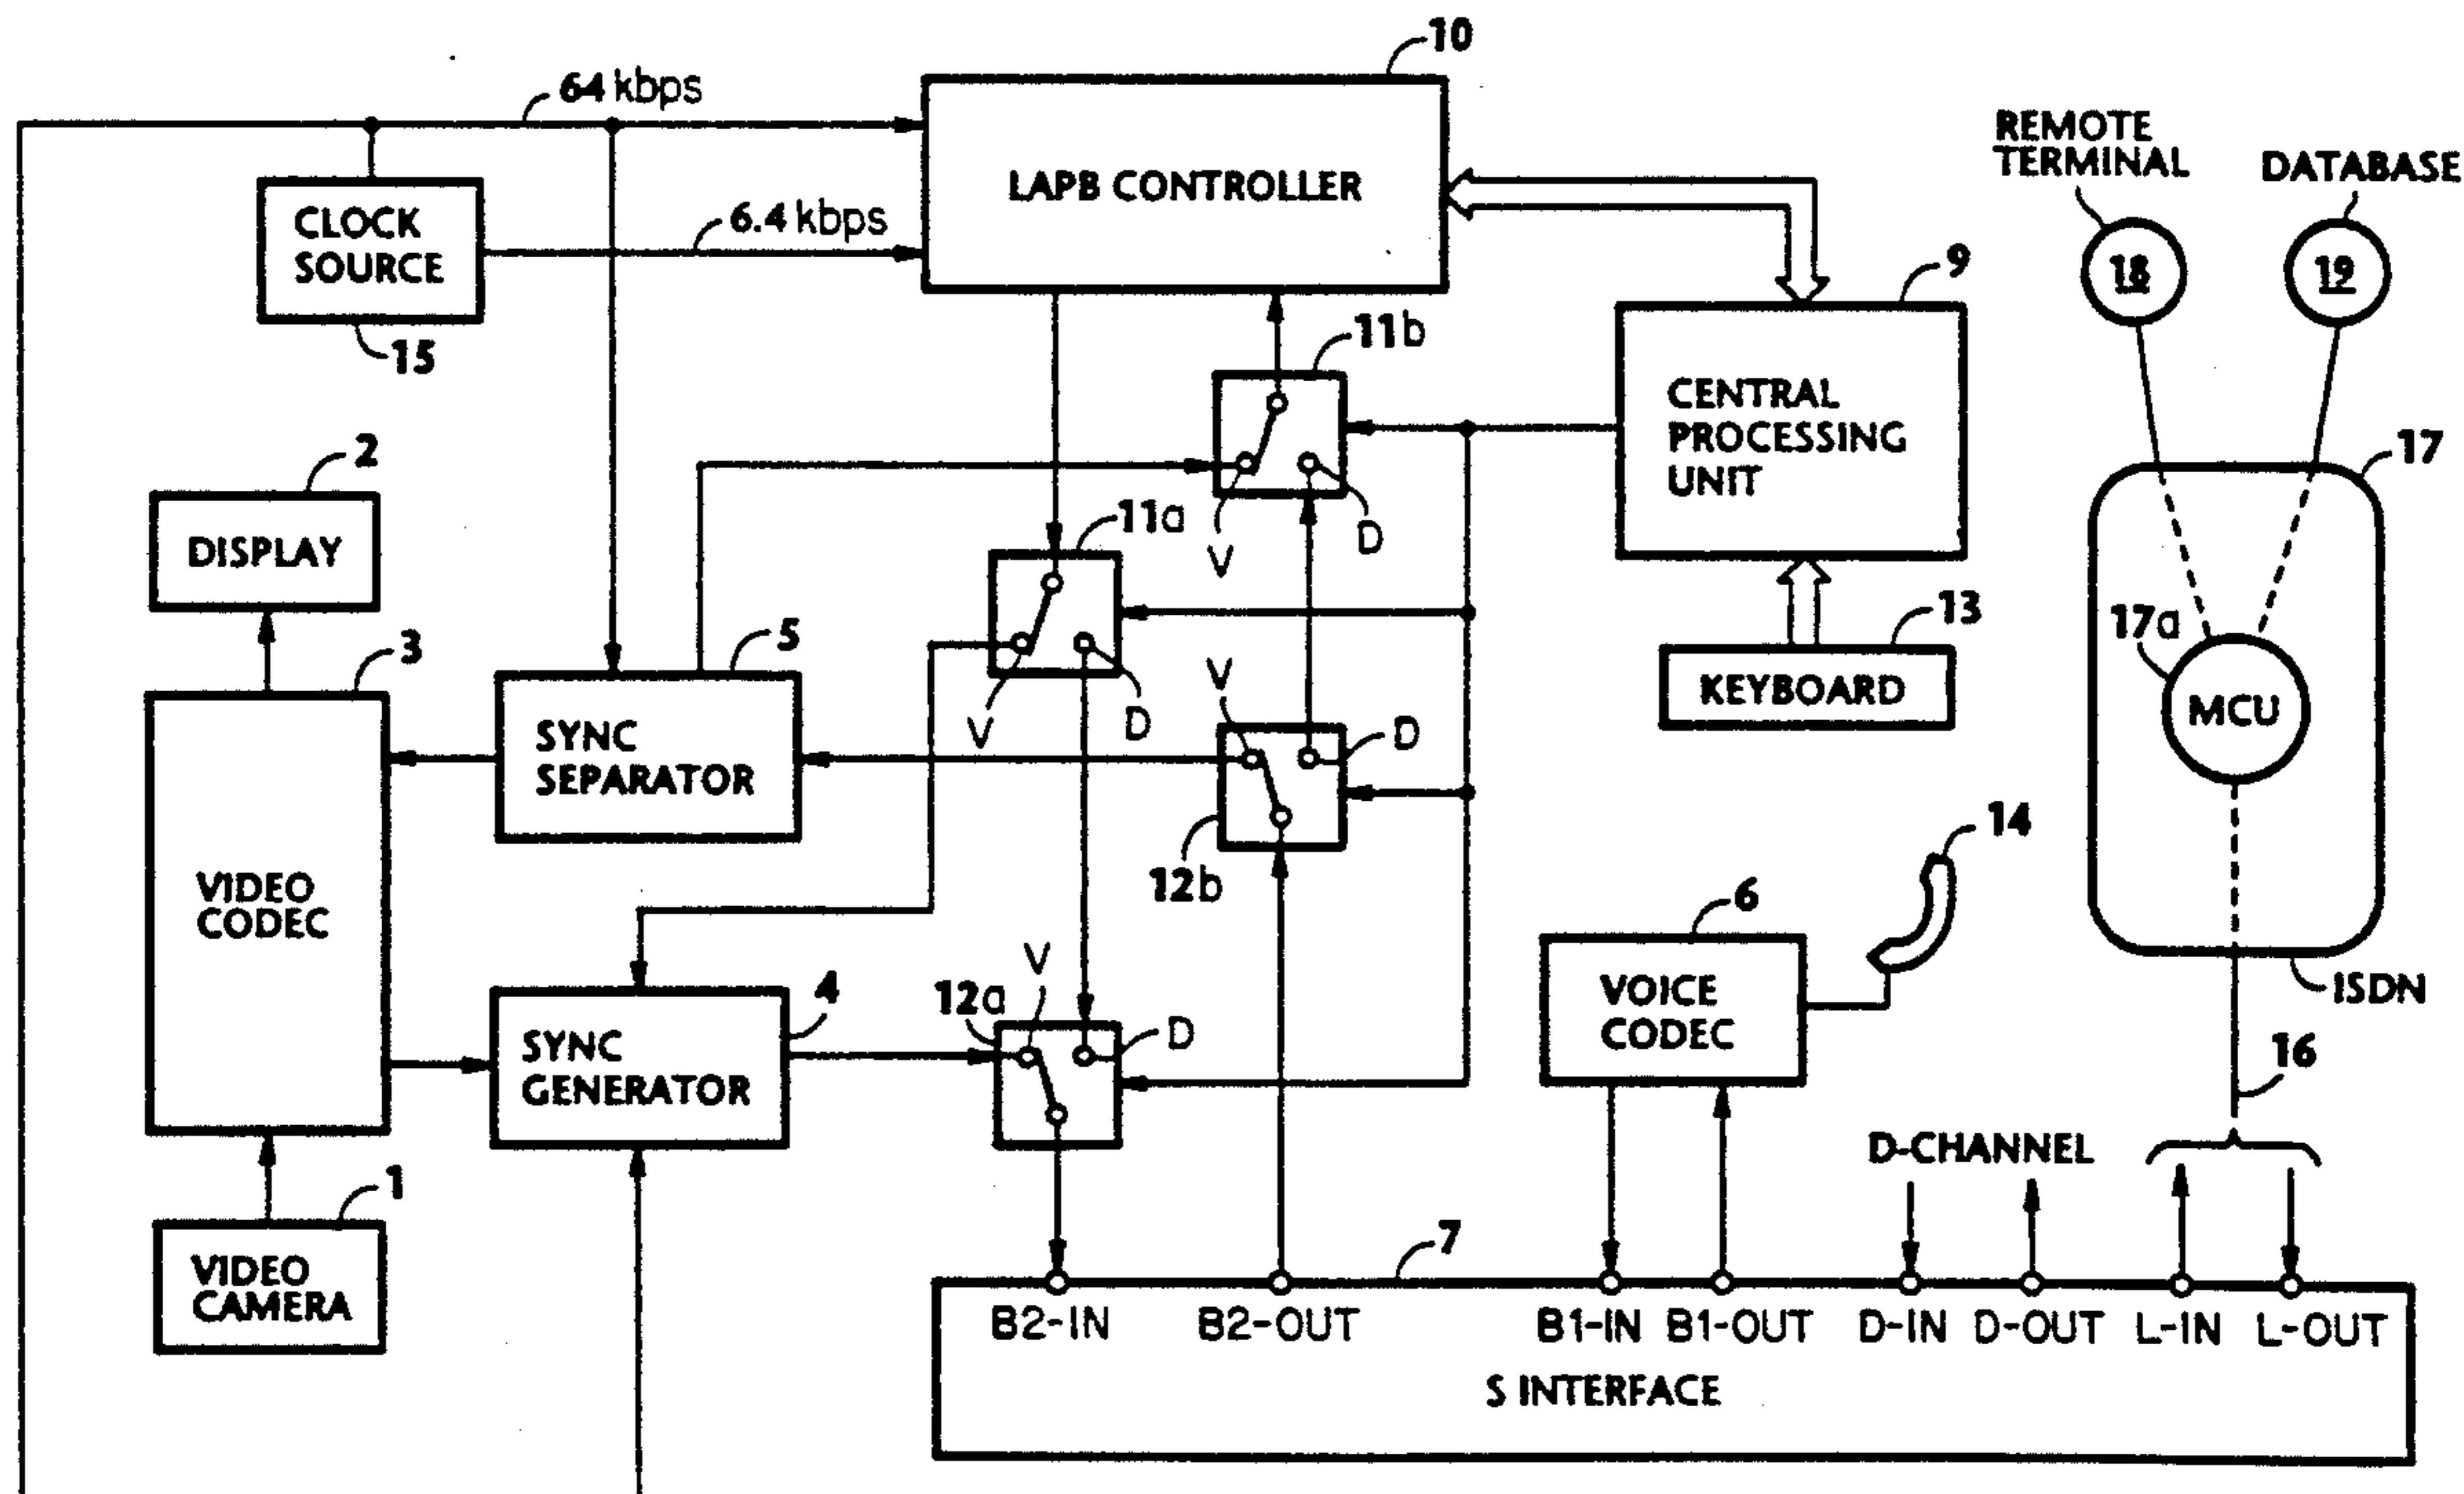 10
64 kbps
REMOTE
TERMINAL
DATABASE
LAPB CONTROLLER
CLOCK
SOURCE
6.4 kbps
18
19
9
15
11b
CENTRAL
PROCESSING
UNIT
17
2
DISPLAY
11a
V
D
3
5
17a
13
MCU
KEYBOARD
SYNC
SEPARATOR
V
D
V
D
12b
14
VIDEO
CODEC
6
V
12a
D
4
SYNC
GENERATOR
VOICE
CODEC
ISDN
16
D-CHANNEL
1
VIDEO
CAMERA
7
B2-IN B2-OUT B1-IN B1-OUT D-IN D-OUT L-IN L-OUT
S INTERFACE